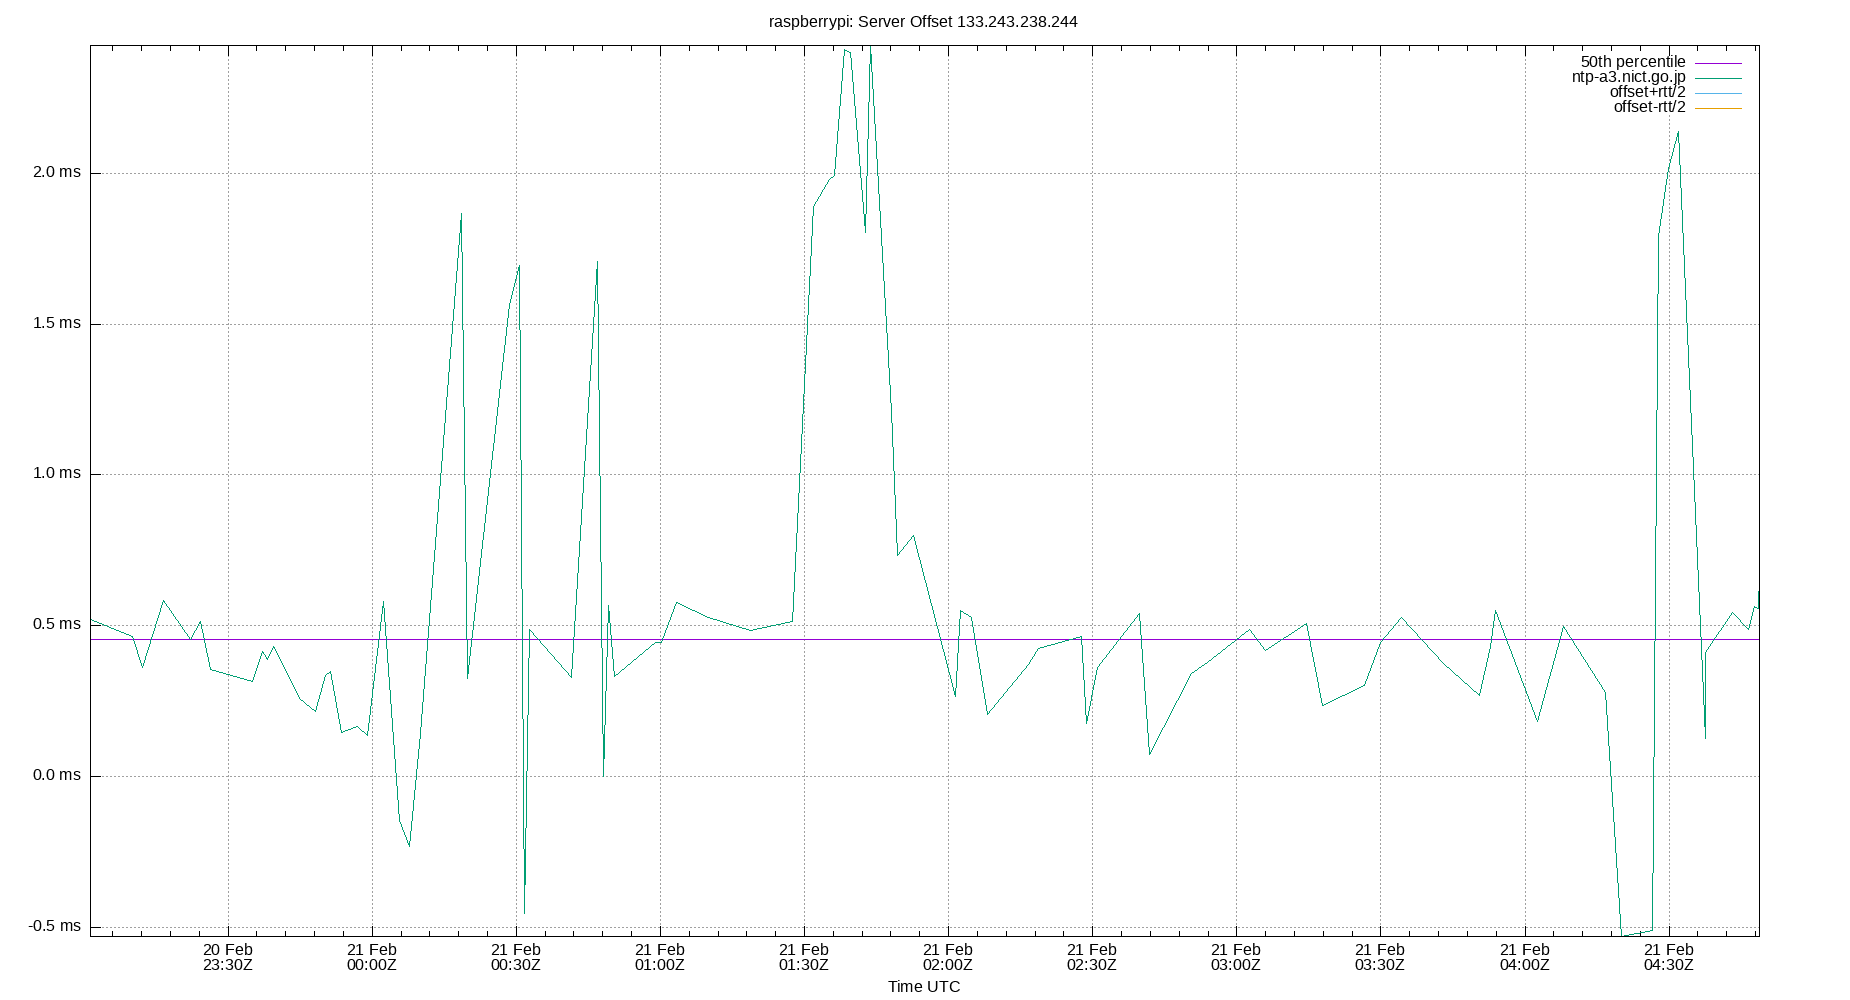 raspberrypi: Server Offset 133.243.238.244
50th percentile
ntp-a3.nict.go.jp
offset+rtt/2
offset-rtt/2
2.0 ms
1.5 ms
1.0 ms
0.5 ms
0.0 ms
-0.5 ms
20 Feb 21 Feb 21 Feb 21 Feb 21 Feb 21 Feb 21 Feb 21 Feb 21 Feb 21 Feb 21 Feb
23:30Z 00:00Z 00:30Z 01:00Z 01:30Z 02:00Z 02:30Z 03:00Z 03:30Z 04:00Z 04:30Z
Time UTC